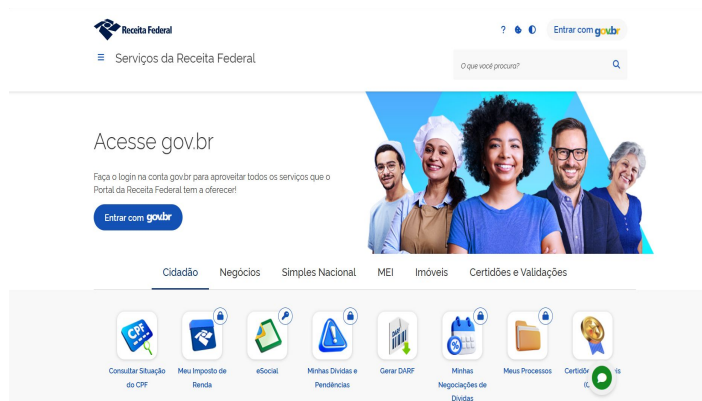 Receita Federal
? Entrar com gov.br
Serviços da Receita Federal
O que você procura?
Acesse gov.br
Faça o login na conta gov.br para aproveitar todos os serviços que o
Portal da Receita Federal tem a oferecer!
Entrar com gov.br
Cidadão Negócios Simples Nacional MEI Imóveis Certidões e Validações
CPF
DARF
Consultar Situação
do CPF
Meu Imposto de
Renda
eSocial
Minhas Dívidas e
Pendências
Gerar DARF
Minhas
Negociações de
Dívidas
Meus Processos